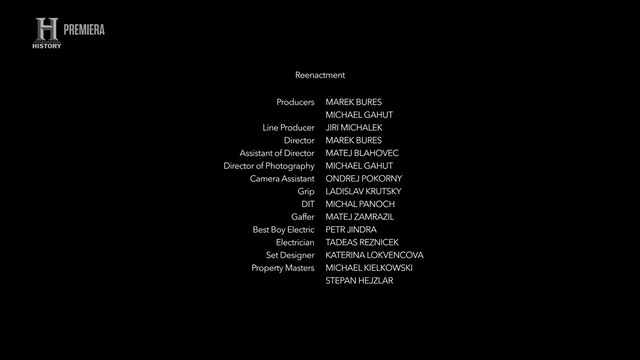 H PREMIERA
HISTORY
Reenactment
Producers MAREK BURES
MICHAEL GAHUT
Line Producer JIRI MICHALEK
Director MAREK BURES
Assistant of Director MATEJ BLAHOVEC
Director of Photography MICHAEL GAHUT
Camera Assistant ONDREJ POKORNY
Grip LADISLAV KRUTSKY
DIT MICHAL PANOCH
Gaffer MATEJ ZAMRAZIL
Best Boy Electric PETR JINDRA
Electrician TADEAS REZNICEK
Set Designer KATERINA LOKVENCOVA
Property Masters MICHAEL KIELKOWSKI
STEPAN HEJZLAR